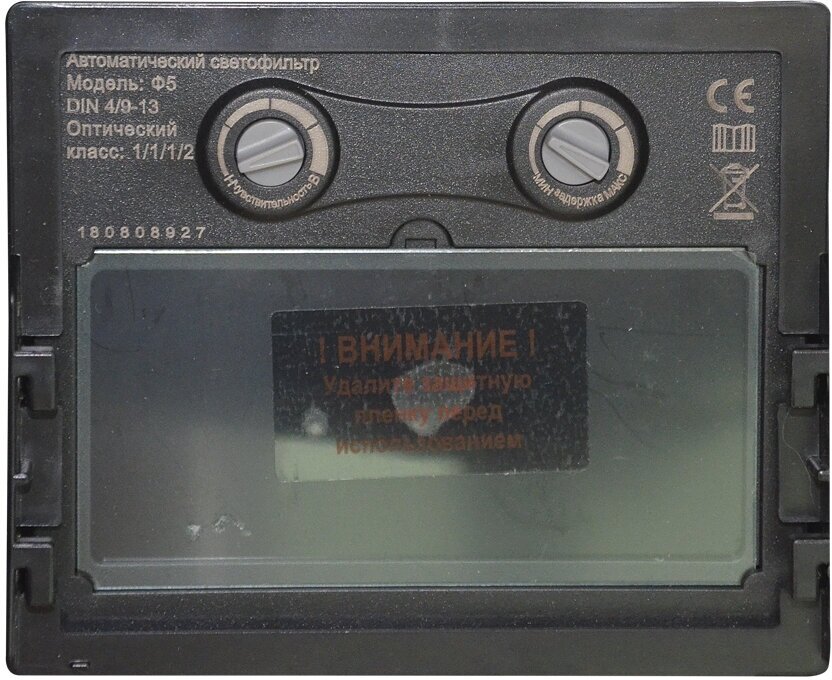 Автоматический светофильтр
Модель: Ф5
DIN 4/9-13
Оптический
класс: 1/1/1/2
Н Чувствительность В
МИН задержка МАКС
CE
180808927
! ВНИМАНИЕ !
Удалите защитную
пленку перед
использованием